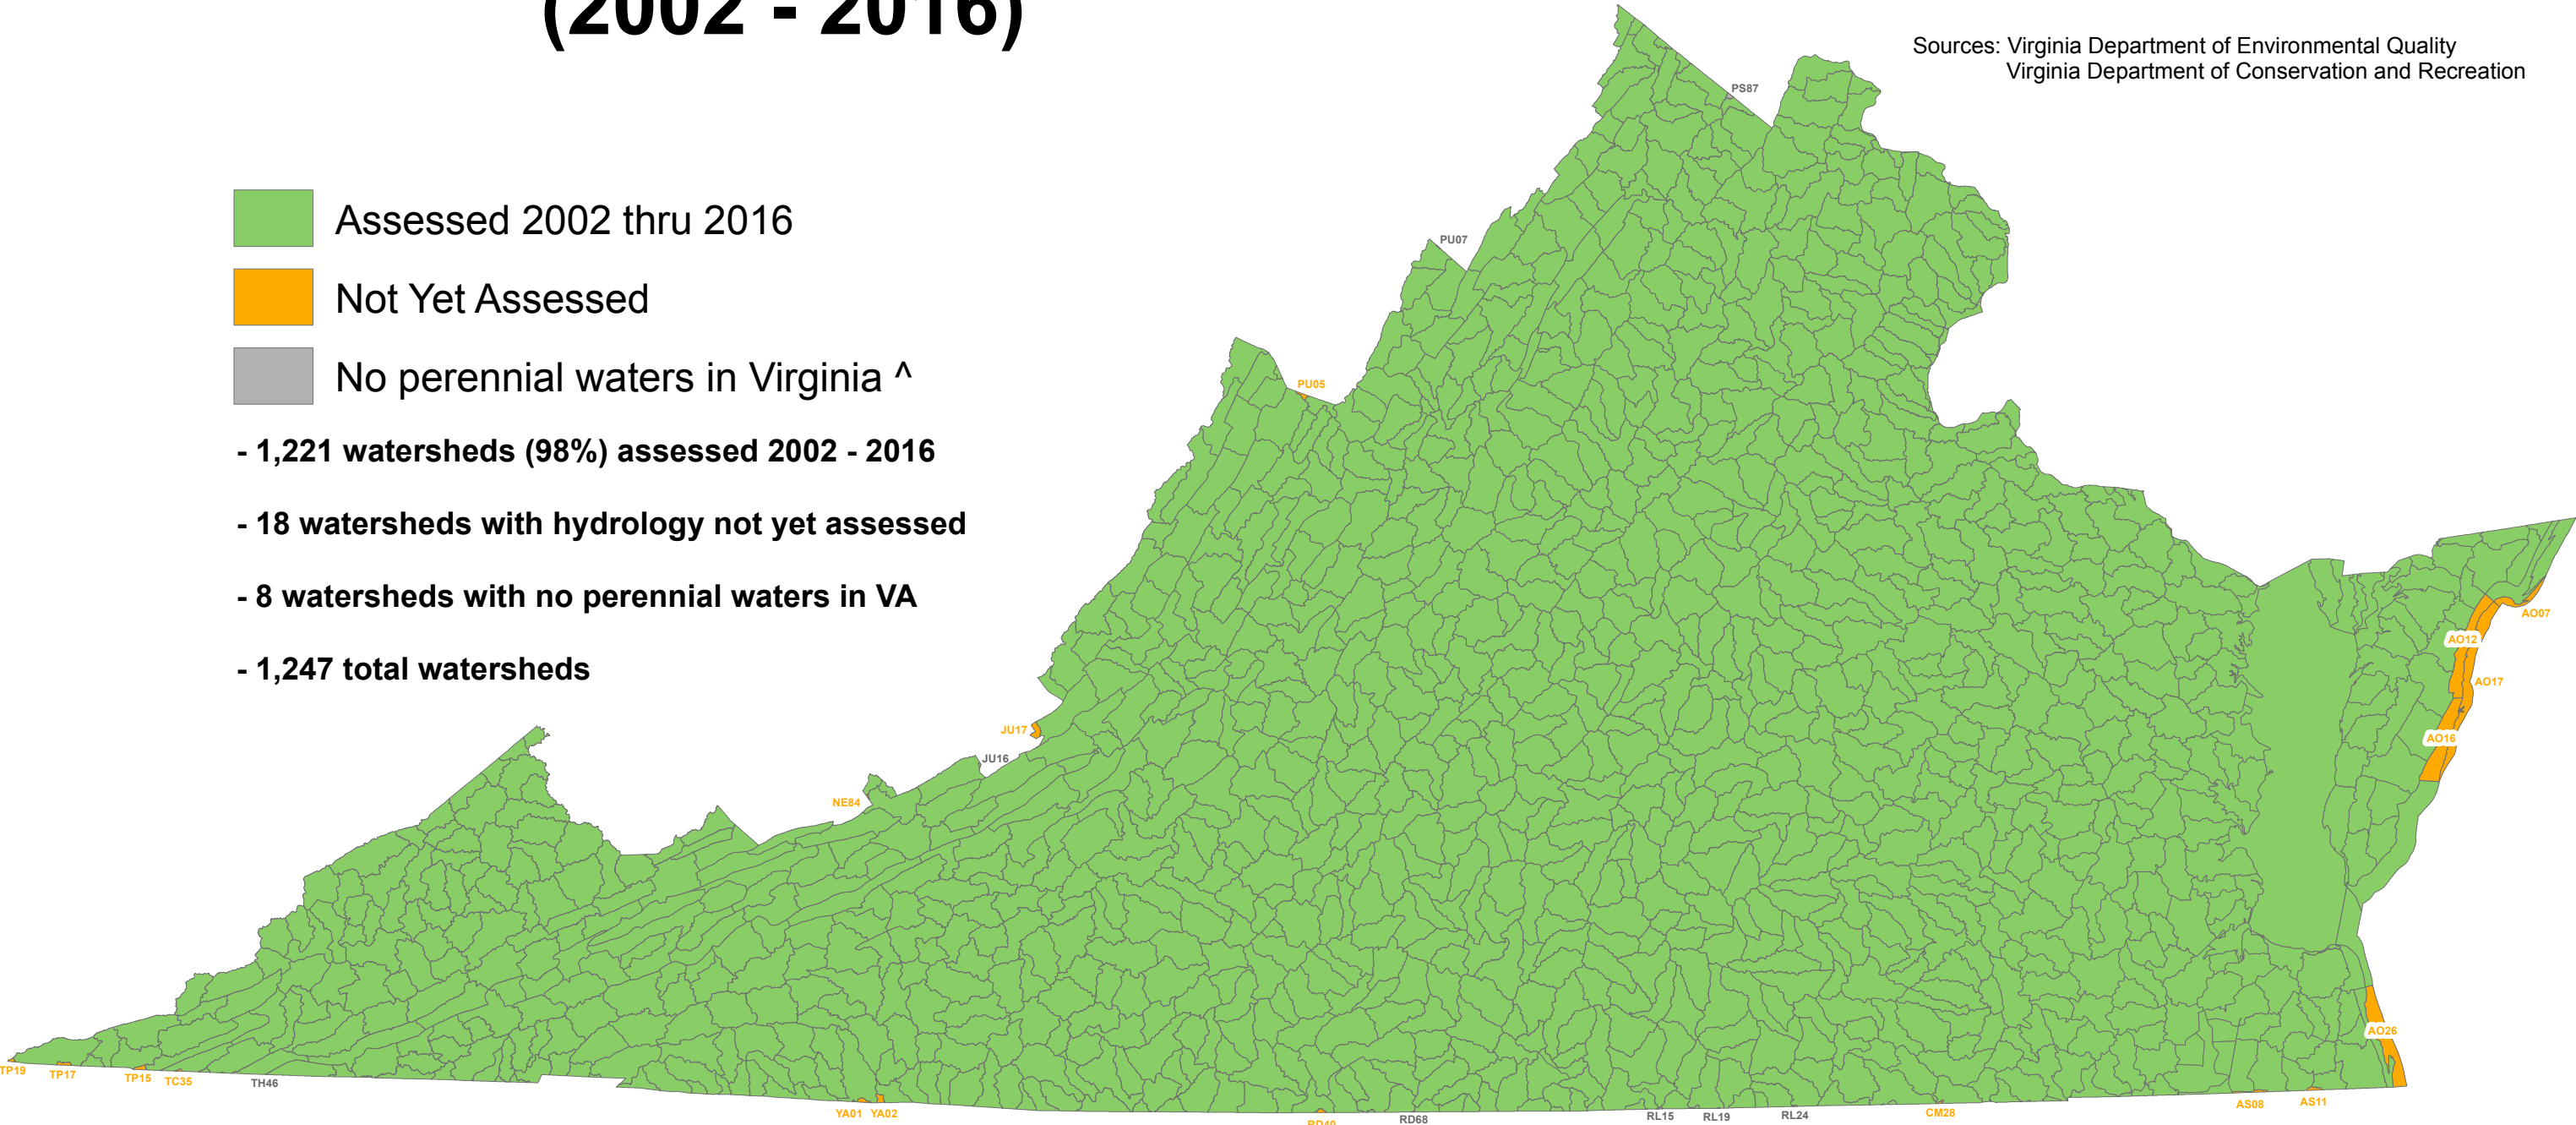 (2002 - 2016)
Sources: Virginia Department of Environmental Quality
Virginia Department of Conservation and Recreation
Assessed 2002 thru 2016
Not Yet Assessed
No perennial waters in Virginia ^
- 1,221 watersheds (98%) assessed 2002 - 2016
- 18 watersheds with hydrology not yet assessed
- 8 watersheds with no perennial waters in VA
- 1,247 total watersheds
PS87
PU07
PU05
AO07
AO12
AO17
JU17
AO16
JU16
NE84
AO26
TP19
TP17
TP15
TC35
TH46
YA01
YA02
RD40
RD68
RL15
RL19
RL24
CM28
AS08
AS11